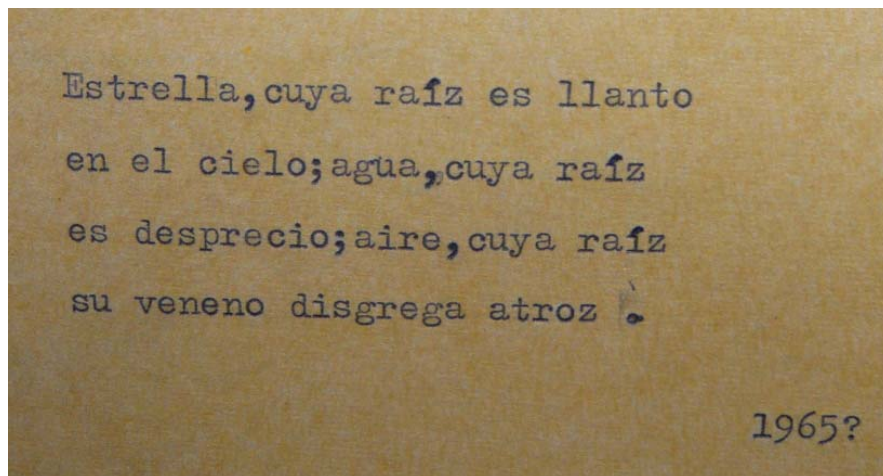 Estrella,cuya raíz es llanto
en el cielo;agua,cuya raíz
es desprecio;aire,cuya raíz
su veneno disgrega atroz .
1965?